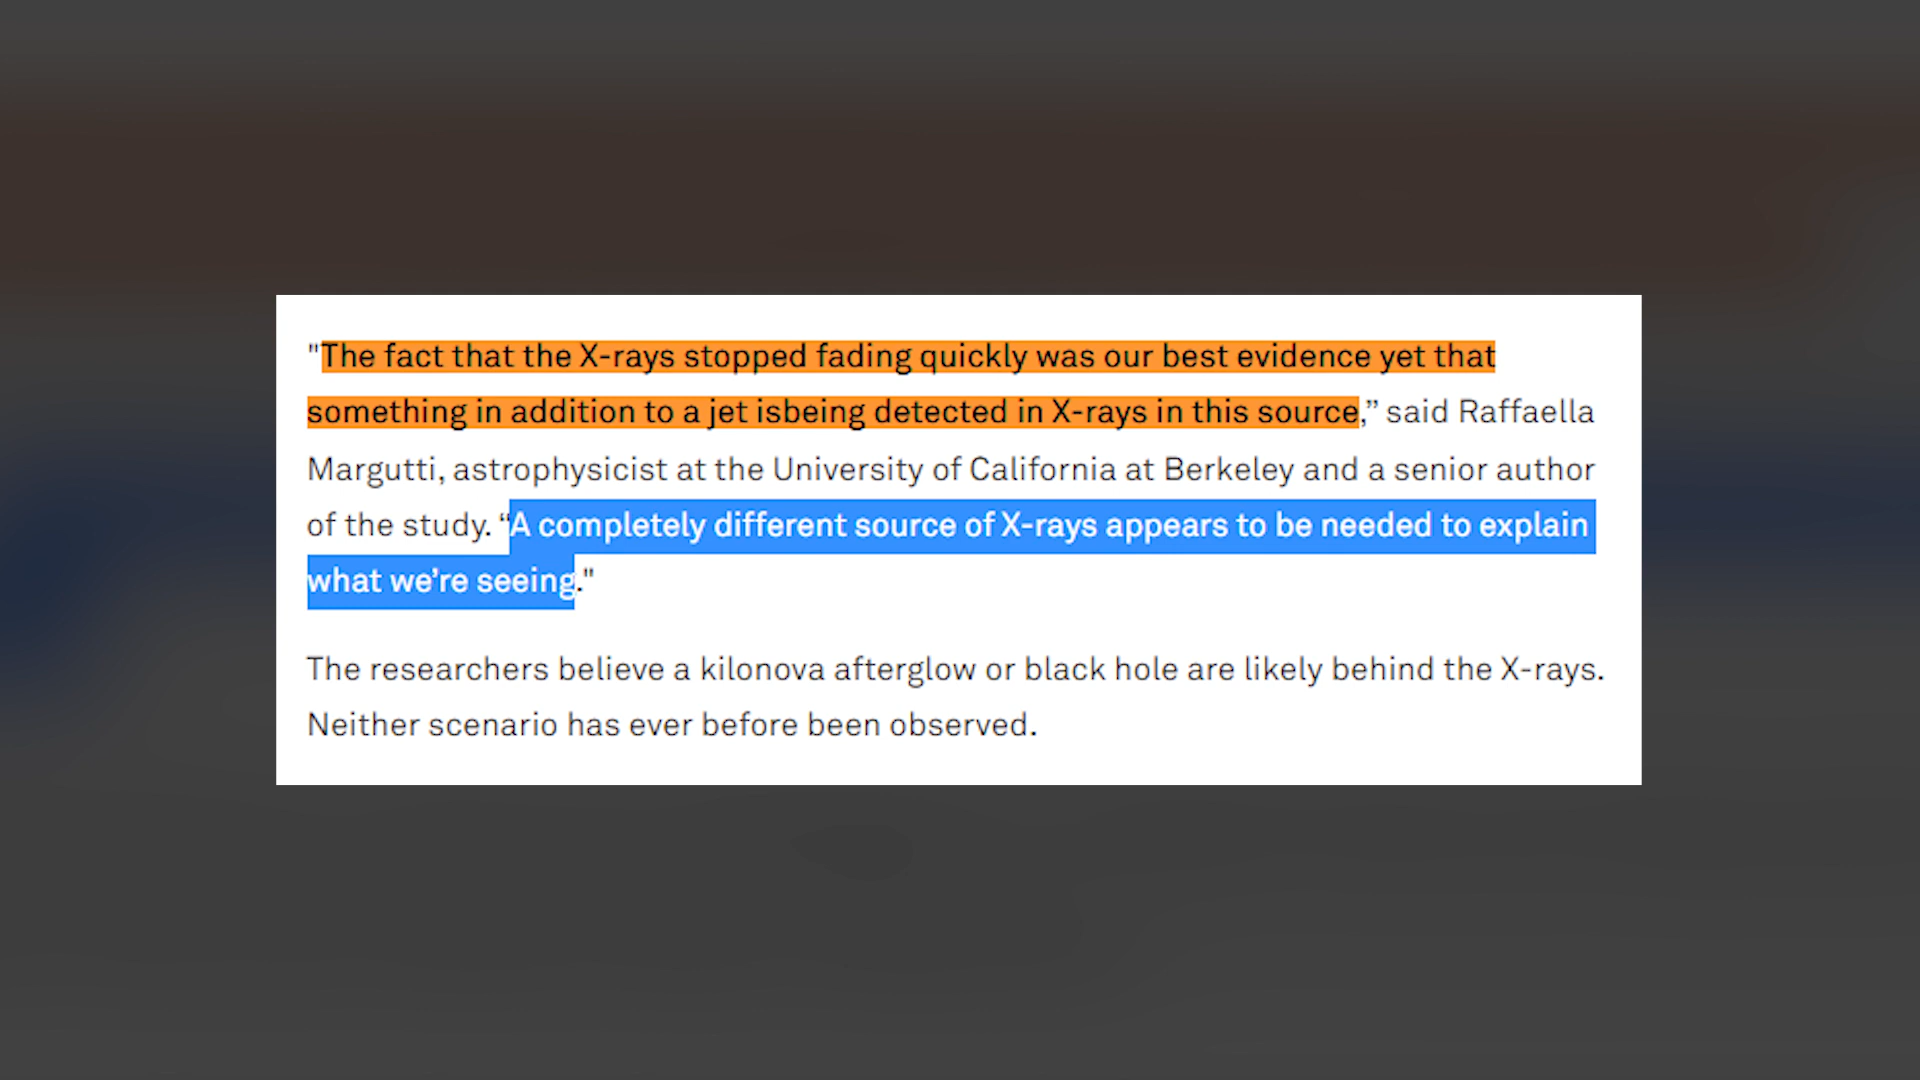 "The fact that the X-rays stopped fading quickly was our best evidence yet that
something in addition to a jet isbeing detected in X-rays in this source,” said Raffaella
Margutti, astrophysicist at the University of California at Berkeley and a senior author
of the study. “A completely different source of X-rays appears to be needed to explain
what we’re seeing."
The researchers believe a kilonova afterglow or black hole are likely behind the X-rays.
Neither scenario has ever before been observed.